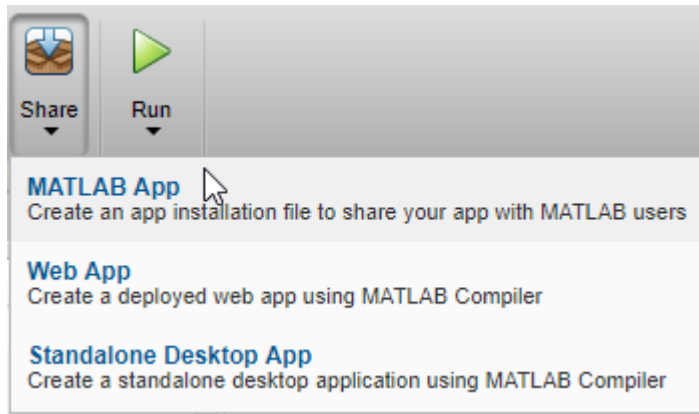 Share
Run
MATLAB App
Create an app installation file to share your app with MATLAB users
Web App
Create a deployed web app using MATLAB Compiler
Standalone Desktop App
Create a standalone desktop application using MATLAB Compiler